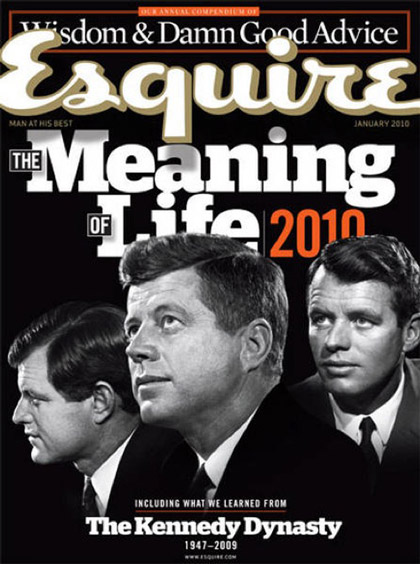 OUR ANNUAL COMPENDIUM OF
Wisdom & Damn Good Advice
Esquire
MAN AT HIS BEST
JANUARY 2010
THE Meaning
OF Life 2010
INCLUDING WHAT WE LEARNED FROM
The Kennedy Dynasty
1947–2009
WWW.ESQUIRE.COM